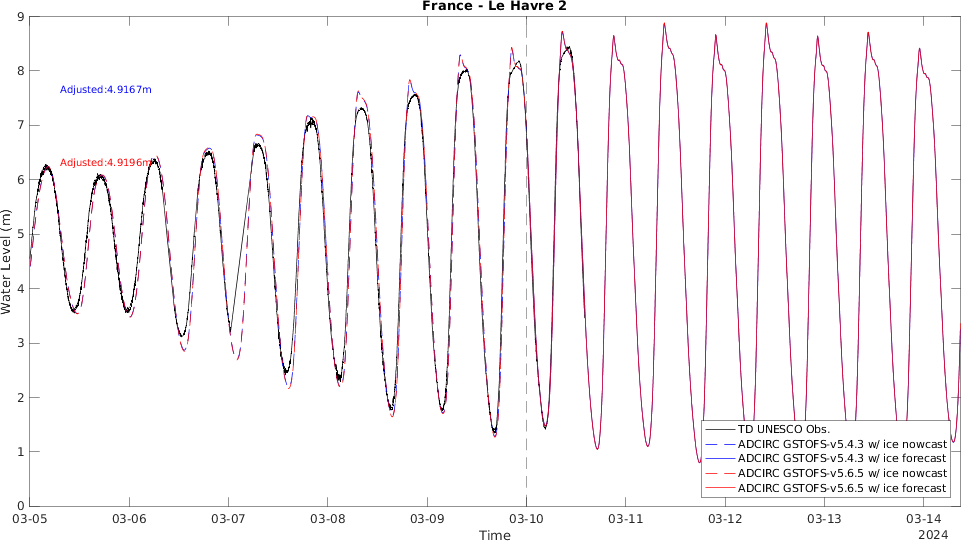 France - Le Havre 2
9
8
7
6
5
4
3
2
1
0
Water Level (m)
Adjusted:4.9167m
Adjusted:4.9196m
TD UNESCO Obs.
ADCIRC GSTOFS-v5.4.3 w/ ice nowcast
ADCIRC GSTOFS-v5.4.3 w/ ice forecast
ADCIRC GSTOFS-v5.6.5 w/ ice nowcast
ADCIRC GSTOFS-v5.6.5 w/ ice forecast
03-05 03-06 03-07 03-08 03-09 03-10 03-11 03-12 03-13 03-14
Time
2024